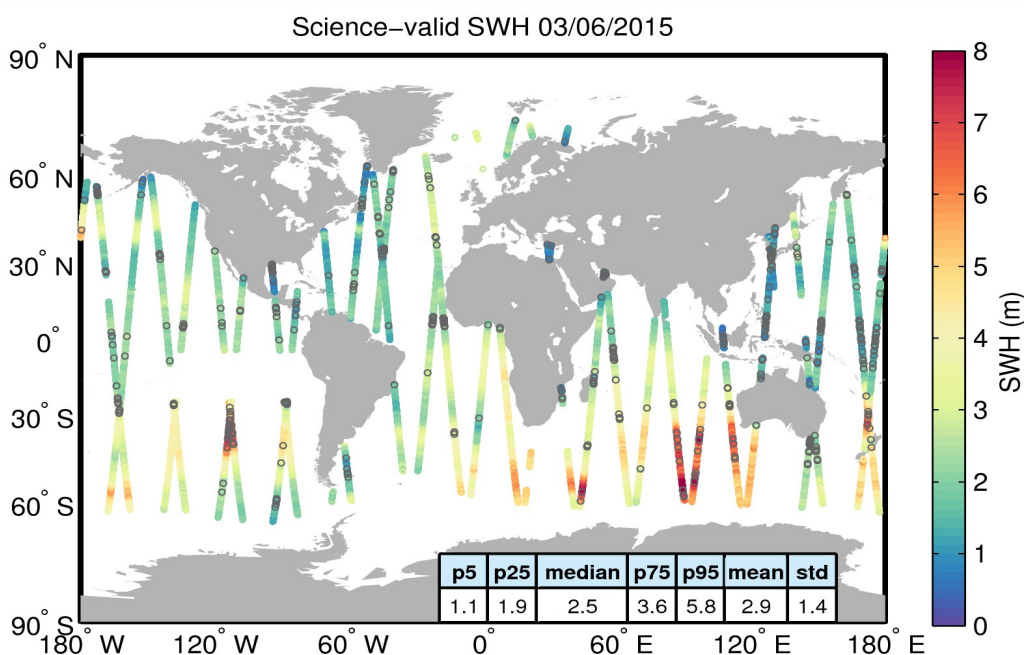 Science−valid SWH 03/06/2015
90° N
60° N
30° N
0°
30° S
60° S
90° S
180° W
120° W
60° W
0°
60° E
120° E
180° E
p5 p25 median p75 p95 mean std
1.1 1.9 2.5 3.6 5.8 2.9 1.4
8
7
6
5
4
3
2
1
0
SWH (m)